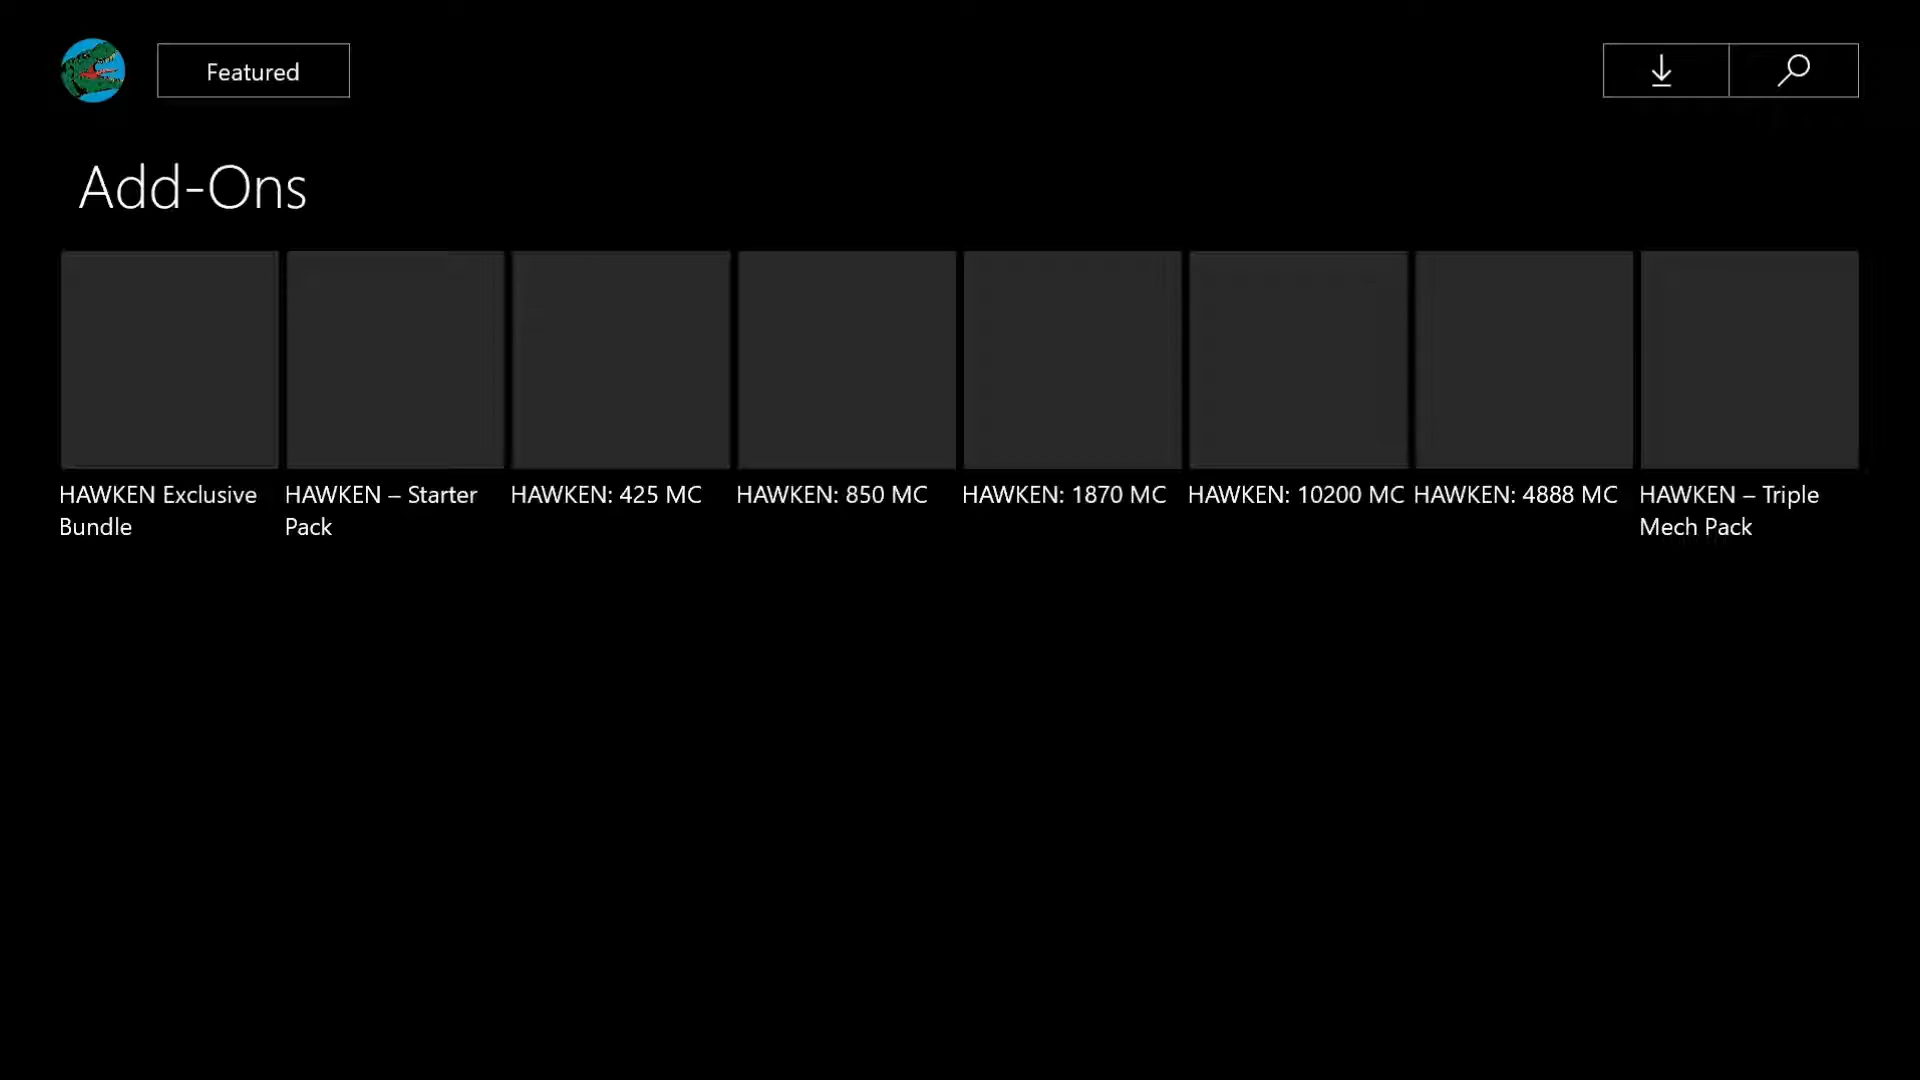 Featured
Add-Ons
HAWKEN Exclusive
Bundle
HAWKEN – Starter
Pack
HAWKEN: 425 MC
HAWKEN: 850 MC
HAWKEN: 1870 MC
HAWKEN: 10200 MC
HAWKEN: 4888 MC
HAWKEN – Triple
Mech Pack